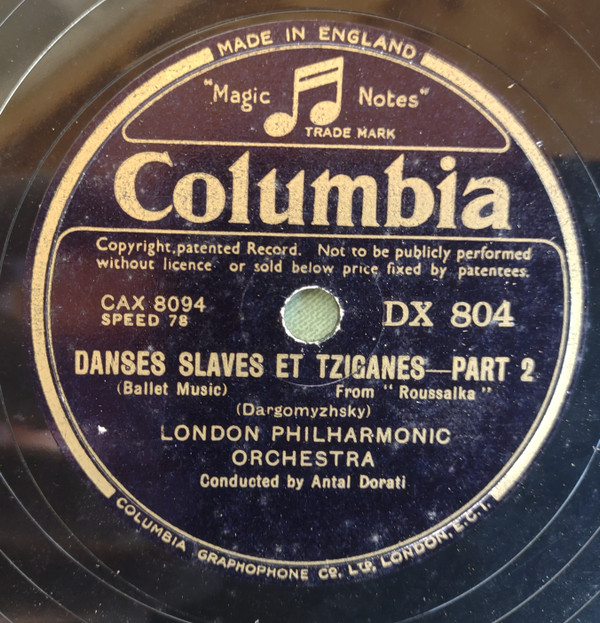 MADE IN ENGLAND
"Magic Notes"
TRADE MARK
Columbia
Copyright, patented Record. Not to be publicly performed
without licence or sold below price fixed by patentees.
CAX 8094 DX 804
SPEED 78
DANSES SLAVES ET TZIGANES—PART 2
(Ballet Music) From "Roussalka"
(Dargomyzhsky)
LONDON PHILHARMONIC
ORCHESTRA
Conducted by Antal Dorati
COLUMBIA GRAPHOPHONE Co. LTD. LONDON, E.C.1.